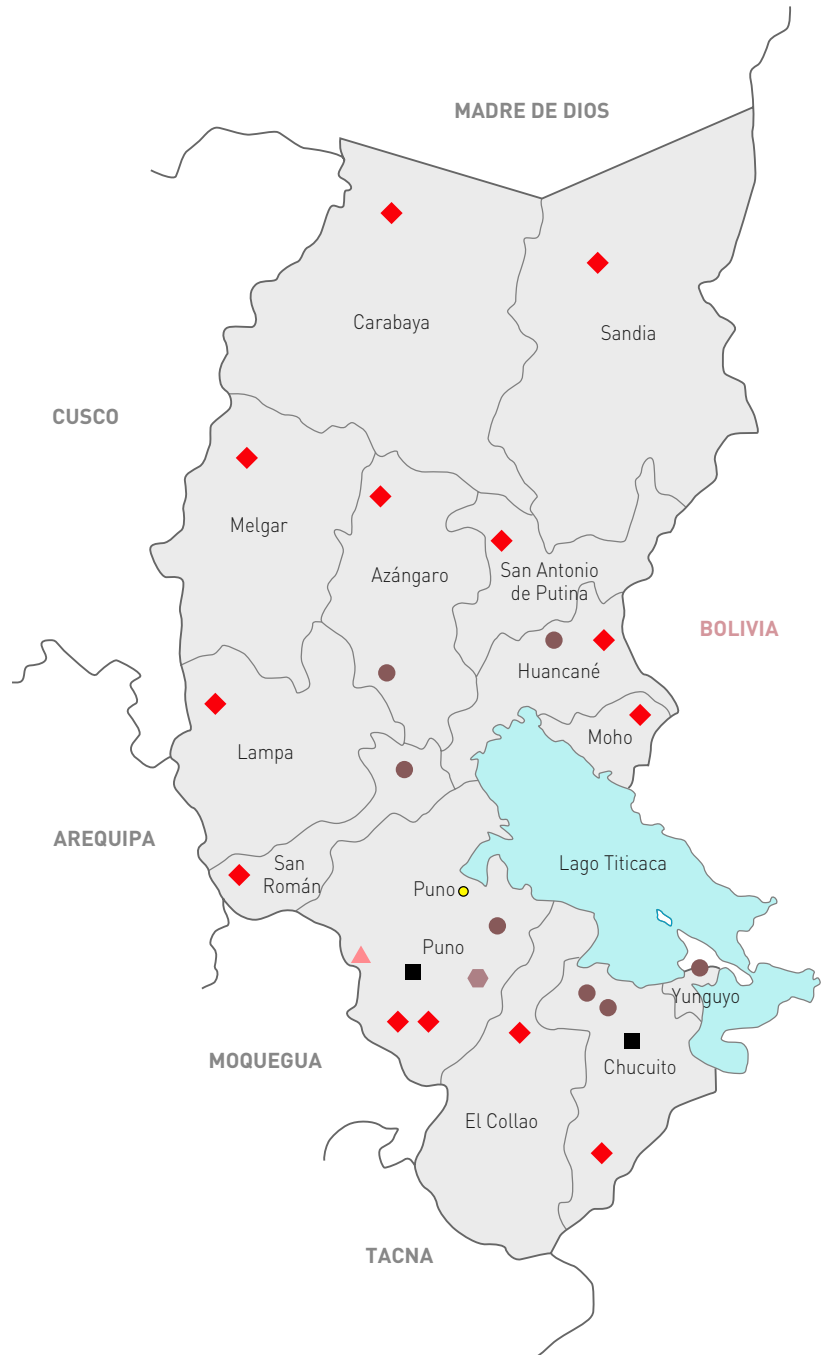 MADRE DE DIOS
Carabaya
Sandia
CUSCO
Melgar
Azángaro
San Antonio
de Putina
BOLIVIA
Huancané
Moho
Lampa
AREQUIPA
San
Román
Lago Titicaca
Puno
Puno
Yunguyo
MOQUEGUA
Chucuito
El Collao
TACNA